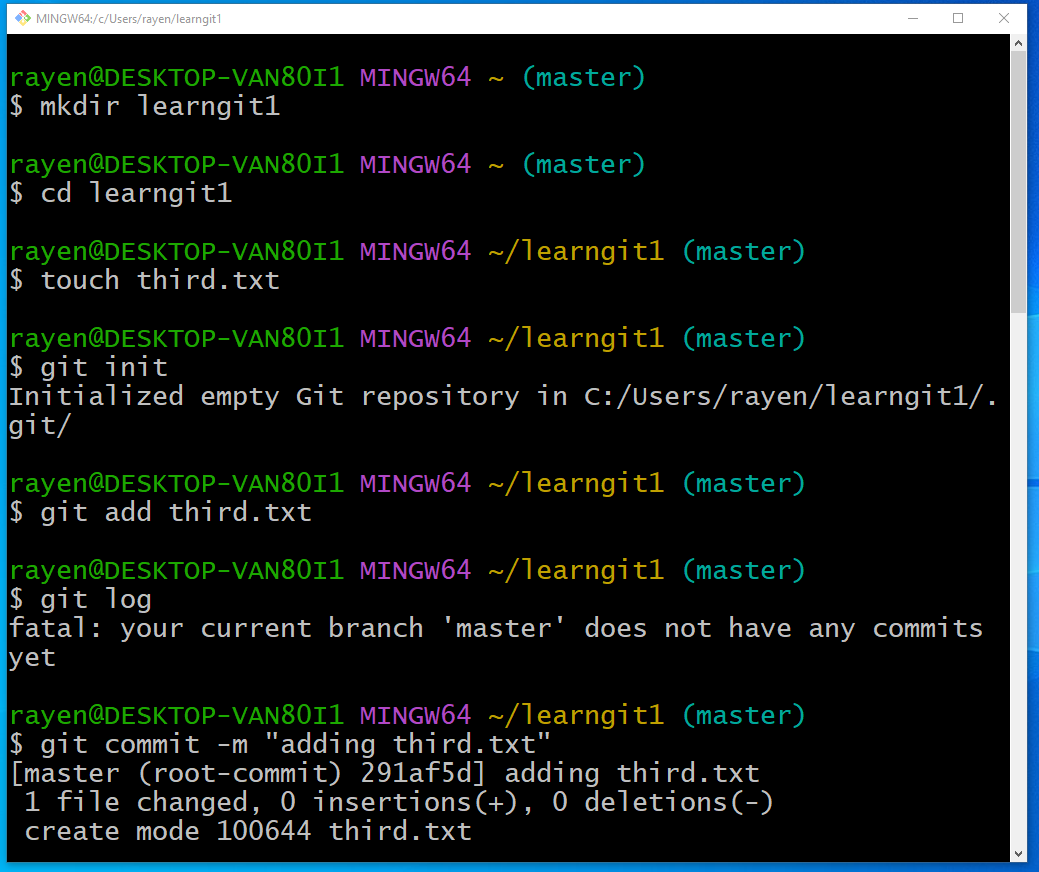 MINGW64:/c/Users/rayen/learngit1
rayen@DESKTOP-VAN80I1 MINGW64 ~ (master)
$ mkdir learngit1
rayen@DESKTOP-VAN80I1 MINGW64 ~ (master)
$ cd learngit1
rayen@DESKTOP-VAN80I1 MINGW64 ~/learngit1 (master)
$ touch third.txt
rayen@DESKTOP-VAN80I1 MINGW64 ~/learngit1 (master)
$ git init
Initialized empty Git repository in C:/Users/rayen/learngit1/.
git/
rayen@DESKTOP-VAN80I1 MINGW64 ~/learngit1 (master)
$ git add third.txt
rayen@DESKTOP-VAN80I1 MINGW64 ~/learngit1 (master)
$ git log
fatal: your current branch 'master' does not have any commits
yet
rayen@DESKTOP-VAN80I1 MINGW64 ~/learngit1 (master)
$ git commit -m "adding third.txt"
[master (root-commit) 291af5d] adding third.txt
 1 file changed, 0 insertions(+), 0 deletions(-)
 create mode 100644 third.txt